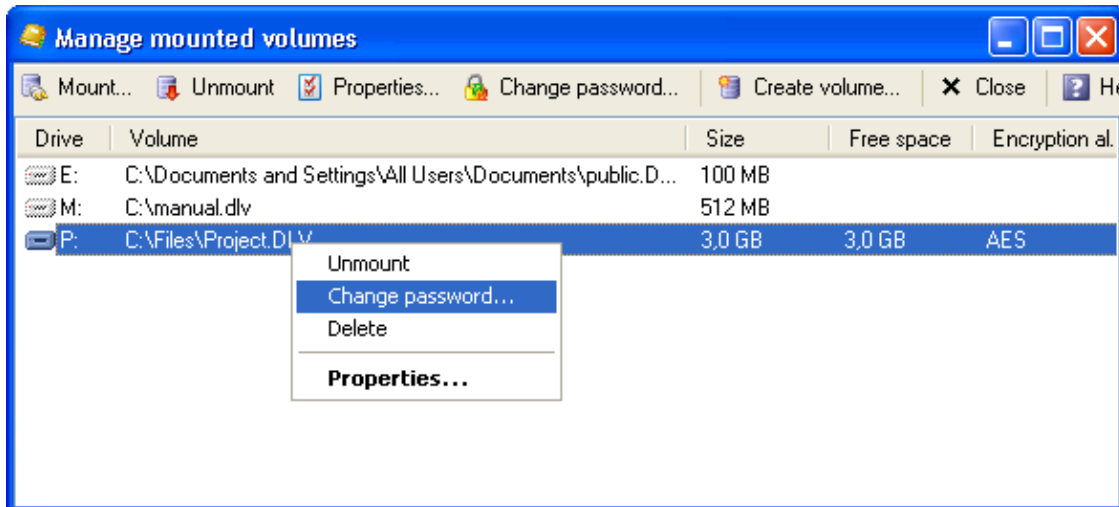 Manage mounted volumes
Mount... Unmount Properties... Change password... Create volume... Close He
Drive Volume Size Free space Encryption al.
E: C:\Documents and Settings\All Users\Documents\public.D... 100 MB
M: C:\manual.dlv 512 MB
P: C:\Files\Project.DLV 3,0 GB 3,0 GB AES
Unmount
Change password...
Delete
Properties...